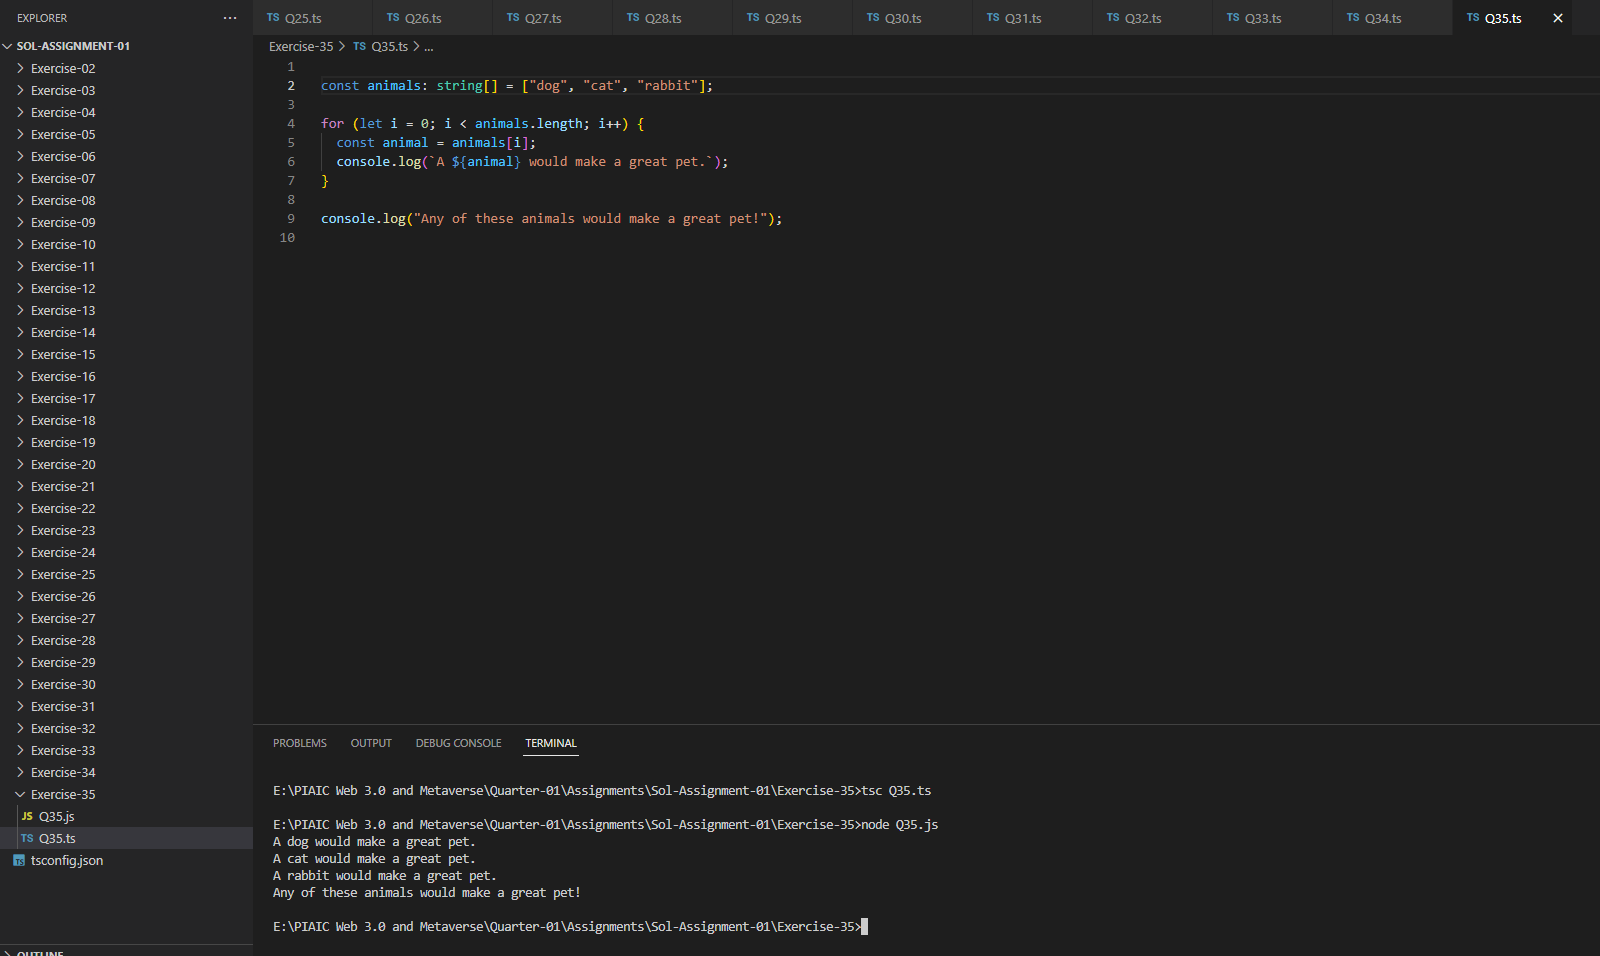 EXPLORER ...
SOL-ASSIGNMENT-01
Exercise-02
Exercise-03
Exercise-04
Exercise-05
Exercise-06
Exercise-07
Exercise-08
Exercise-09
Exercise-10
Exercise-11
Exercise-12
Exercise-13
Exercise-14
Exercise-15
Exercise-16
Exercise-17
Exercise-18
Exercise-19
Exercise-20
Exercise-21
Exercise-22
Exercise-23
Exercise-24
Exercise-25
Exercise-26
Exercise-27
Exercise-28
Exercise-29
Exercise-30
Exercise-31
Exercise-32
Exercise-33
Exercise-34
Exercise-35
JS Q35.js
TS Q35.ts
TS tsconfig.json
OUTLINE
TS Q25.ts TS Q26.ts TS Q27.ts TS Q28.ts TS Q29.ts TS Q30.ts TS Q31.ts TS Q32.ts TS Q33.ts TS Q34.ts TS Q35.ts
Exercise-35 > TS Q35.ts > ...
1
2 const animals: string[] = ["dog", "cat", "rabbit"];
3
4 for (let i = 0; i < animals.length; i++) {
5 const animal = animals[i];
6 console.log(`A ${animal} would make a great pet.`);
7 }
8
9 console.log("Any of these animals would make a great pet!");
10
PROBLEMS OUTPUT DEBUG CONSOLE TERMINAL
E:\PIAIC Web 3.0 and Metaverse\Quarter-01\Assignments\Sol-Assignment-01\Exercise-35>tsc Q35.ts
E:\PIAIC Web 3.0 and Metaverse\Quarter-01\Assignments\Sol-Assignment-01\Exercise-35>node Q35.js
A dog would make a great pet.
A cat would make a great pet.
A rabbit would make a great pet.
Any of these animals would make a great pet!
E:\PIAIC Web 3.0 and Metaverse\Quarter-01\Assignments\Sol-Assignment-01\Exercise-35>